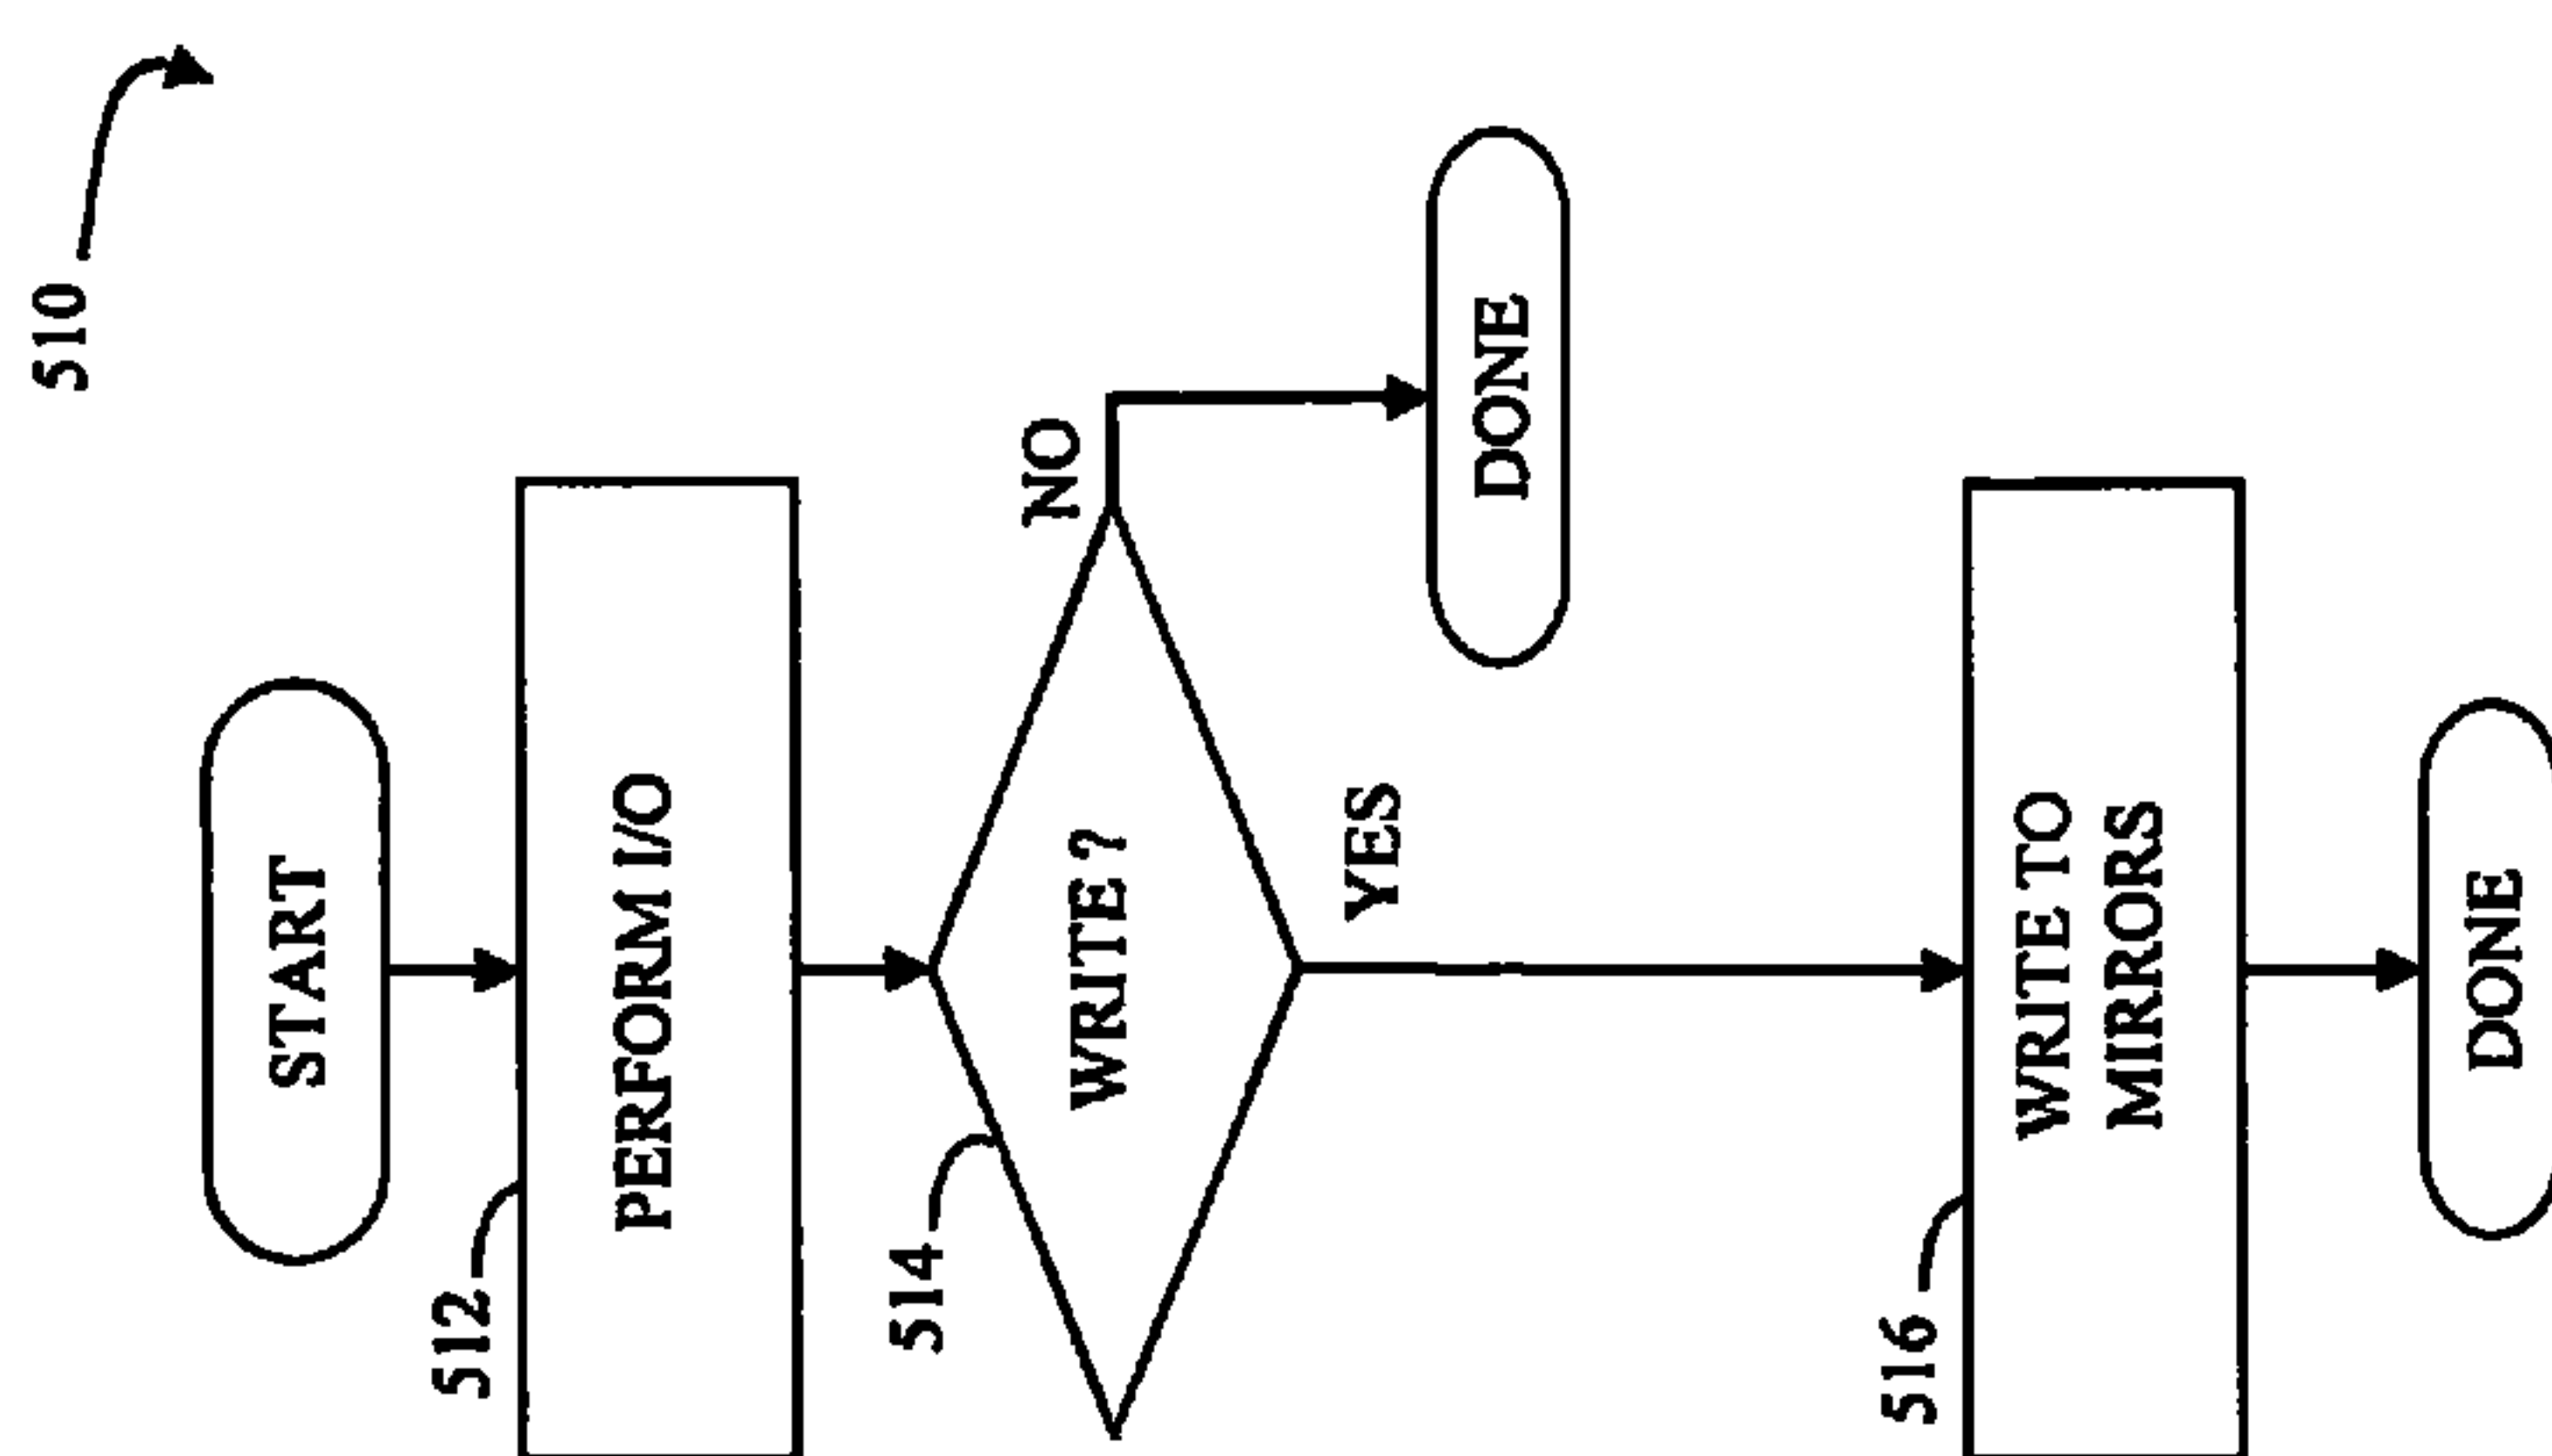 510
START
512
PERFORM I/O
514
WRITE ?
NO
DONE
YES
516
WRITE TO
MIRRORS
DONE